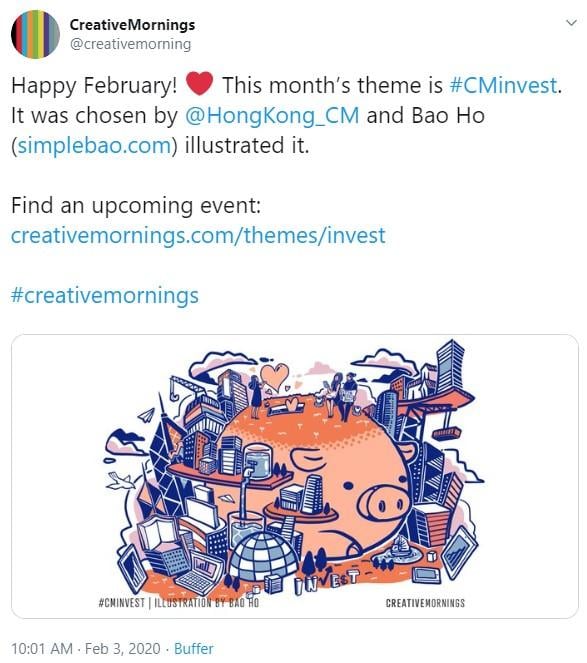 CreativeMornings
@creativemorning
Happy February! ❤ This month's theme is #CMinvest.
It was chosen by @HongKong_CM and Bao Ho
(simplebao.com) illustrated it.
Find an upcoming event:
creativemornings.com/themes/invest
#creativemornings
INVEST
#CMINVEST | ILLUSTRATION BY BAO HO
CREATIVEMORNINGS
10:01 AM · Feb 3, 2020 · Buffer